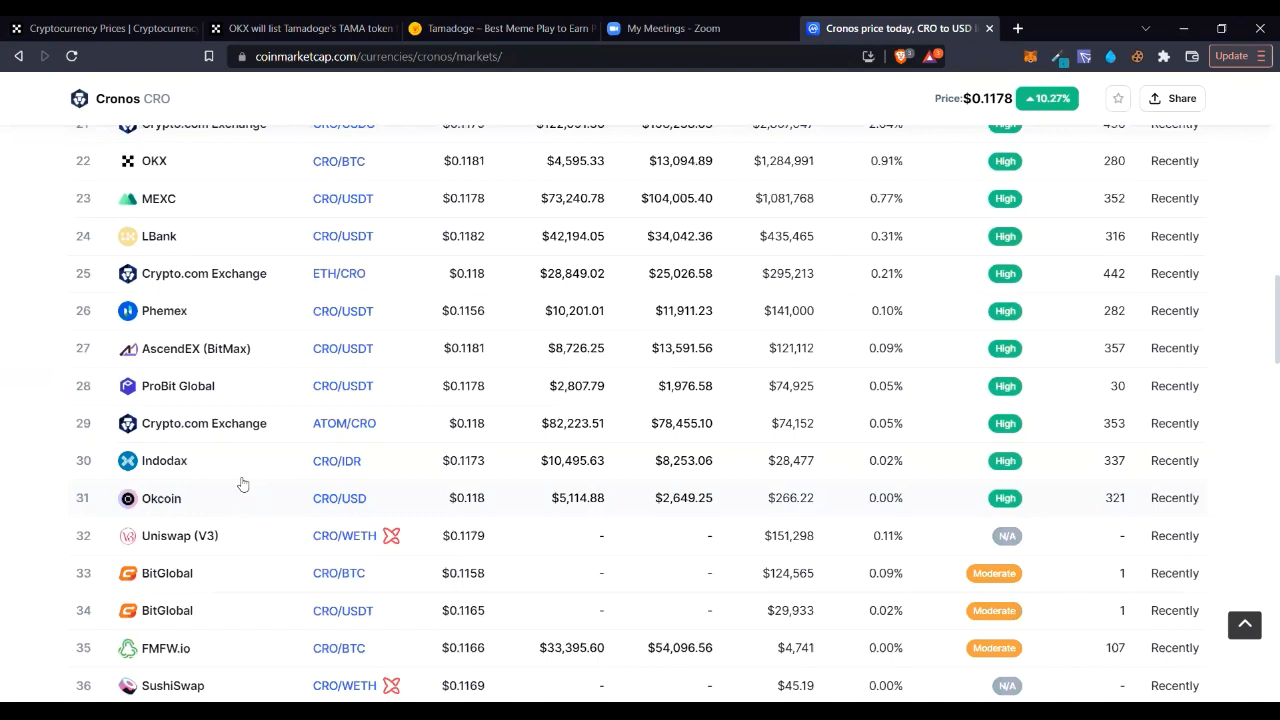 Cryptocurrency Prices | Cryptocurrenc
OKX will list Tamadoge's TAMA token f
Tamadoge – Best Meme Play to Earn P
My Meetings - Zoom
Cronos price today, CRO to USD li
coinmarketcap.com/currencies/cronos/markets/
Update
Cronos CRO
Price: $0.1178 10.27%
Share
22 OKX CRO/BTC $0.1181 $4,595.33 $13,094.89 $1,284,991 0.91% High 280 Recently
23 MEXC CRO/USDT $0.1178 $73,240.78 $104,005.40 $1,081,768 0.77% High 352 Recently
24 LBank CRO/USDT $0.1182 $42,194.05 $34,042.36 $435,465 0.31% High 316 Recently
25 Crypto.com Exchange ETH/CRO $0.118 $28,849.02 $25,026.58 $295,213 0.21% High 442 Recently
26 Phemex CRO/USDT $0.1156 $10,201.01 $11,911.23 $141,000 0.10% High 282 Recently
27 AscendEX (BitMax) CRO/USDT $0.1181 $8,726.25 $13,591.56 $121,112 0.09% High 357 Recently
28 ProBit Global CRO/USDT $0.1178 $2,807.79 $1,976.58 $74,925 0.05% High 30 Recently
29 Crypto.com Exchange ATOM/CRO $0.118 $82,223.51 $78,455.10 $74,152 0.05% High 353 Recently
30 Indodax CRO/IDR $0.1173 $10,495.63 $8,253.06 $28,477 0.02% High 337 Recently
31 Okcoin CRO/USD $0.118 $5,114.88 $2,649.25 $266.22 0.00% High 321 Recently
32 Uniswap (V3) CRO/WETH $0.1179 - - $151,298 0.11% N/A - Recently
33 BitGlobal CRO/BTC $0.1158 - - $124,565 0.09% Moderate 1 Recently
34 BitGlobal CRO/USDT $0.1165 - - $29,933 0.02% Moderate 1 Recently
35 FMFW.io CRO/BTC $0.1166 $33,395.60 $54,096.56 $4,741 0.00% Moderate 107 Recently
36 SushiSwap CRO/WETH $0.1169 - - $45.19 0.00% N/A - Recently